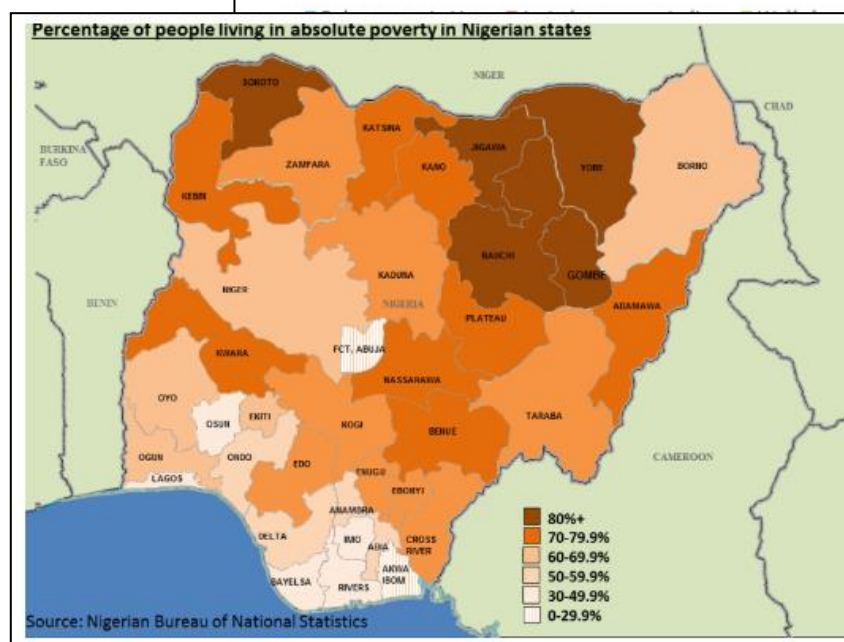 Percentage of people living in absolute poverty in Nigerian states
NIGER
CHAD
SOKOTO
KATSINA
JIGAWA
YOBE
BORNO
BURKINA
FASO
ZAMFARA
KANO
KEBBI
BAUCHI
GOMBE
KADUNA
NIGER
ADAMAWA
BENIN
NIGERIA
PLATEAU
FCT, ABUJA
KWARA
NASSARAWA
OYO
TARABA
OSUN
EKITI
KOGI
BENUE
OGUN
ONDO
EDO
CAMEROON
LAGOS
ENUGU
EBONYI
ANAMBRA
DELTA
IMO
ABIA
CROSS
RIVER
AKWA
IBOM
BAYELSA
RIVERS
80%+
70-79.9%
60-69.9%
50-59.9%
30-49.9%
0-29.9%
Source: Nigerian Bureau of National Statistics